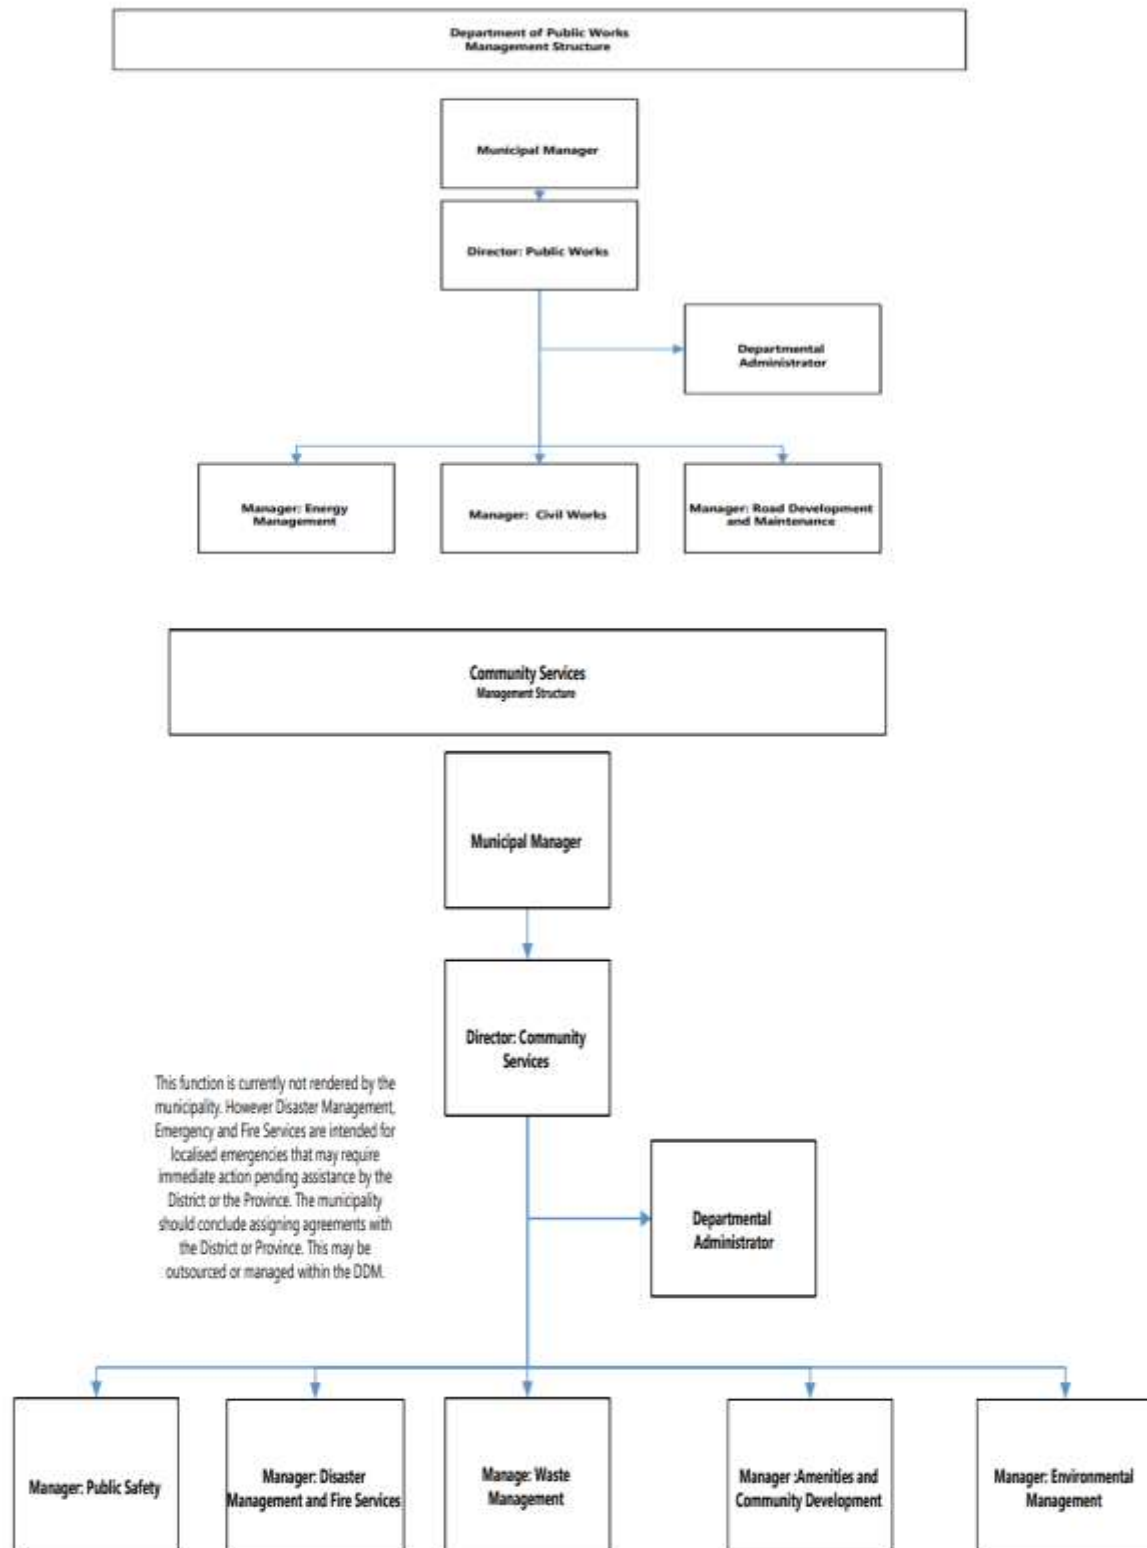 Department of Public Works
Management Structure
Municipal Manager
Director: Public Works
Departmental
Administrator
Manager: Energy
Management
Manager: Civil Works
Manager: Road Development
and Maintenance
Community Services
Management Structure
Municipal Manager
Director: Community
Services
This function is currently not rendered by the
municipality. However Disaster Management,
Emergency and Fire Services are intended for
localised emergencies that may require
immediate action pending assistance by the
District or the Province. The municipality
should conclude assigning agreements with
the District or Province. This may be
outsourced or managed within the DDM.
Departmental
Administrator
Manager: Public Safety
Manager: Disaster
Management and Fire Services
Manage: Waste
Management
Manager :Amenities and
Community Development
Manager: Environmental
Management